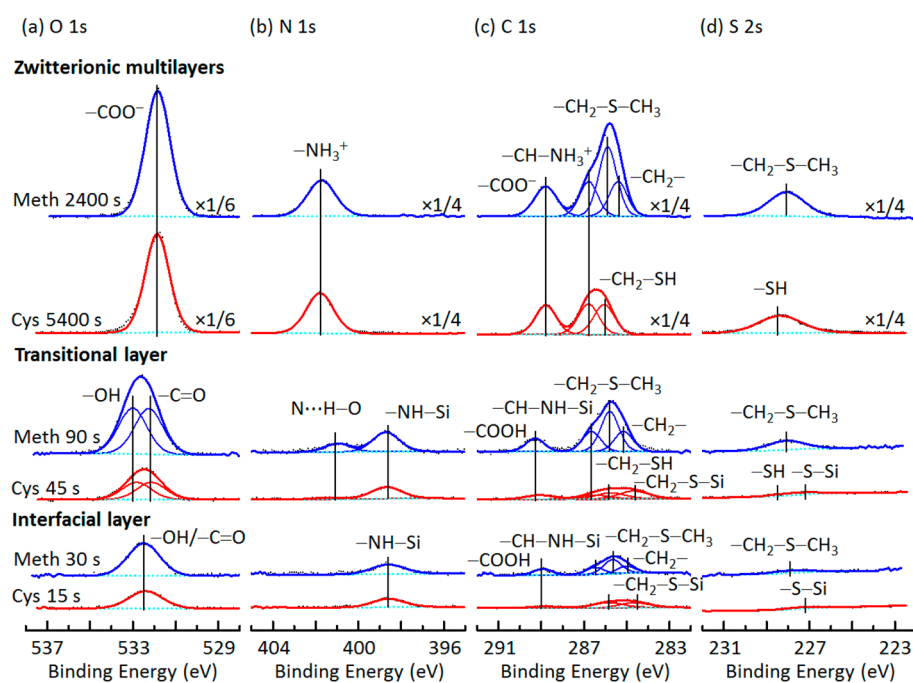 (a) O 1s (b) N 1s (c) C 1s (d) S 2s
Zwitterionic multilayers
−COO⁻ −NH₃⁺ −CH₂−S−CH₃
−CH−NH₃⁺ −CH₂−S−CH₃
−COO⁻ −CH₂−
Meth 2400 s ×1/6 ×1/4 ×1/4 ×1/4
−CH₂−SH −SH
Cys 5400 s ×1/6 ×1/4 ×1/4 ×1/4
Transitional layer
−OH −C=O −CH₂−S−CH₃
N⋯H−O −NH−Si −CH−NH−Si −CH₂−S−CH₃
Meth 90 s −COOH −CH₂−
−CH₂−SH −SH −S−Si
Cys 45 s −CH₂−S−Si
Interfacial layer
−OH/−C=O −CH−NH−Si −CH₂−S−CH₃
Meth 30 s −NH−Si −COOH −CH₂− −CH₂−S−CH₃
Cys 15 s −CH₂−S−Si −S−Si
537 533 529 404 400 396 291 287 283 231 227 223
Binding Energy (eV) Binding Energy (eV) Binding Energy (eV) Binding Energy (eV)